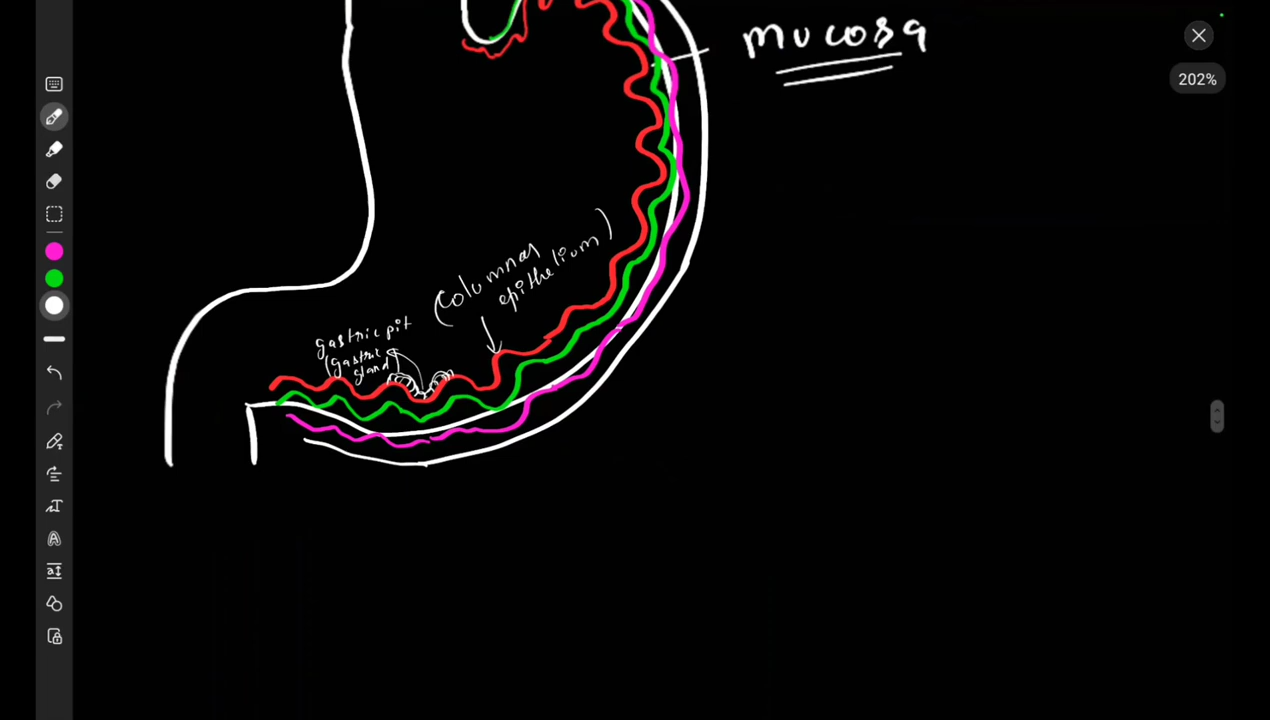 mucosa
202%
(columnar
epithelium)
gastric pit
(gastric
gland)